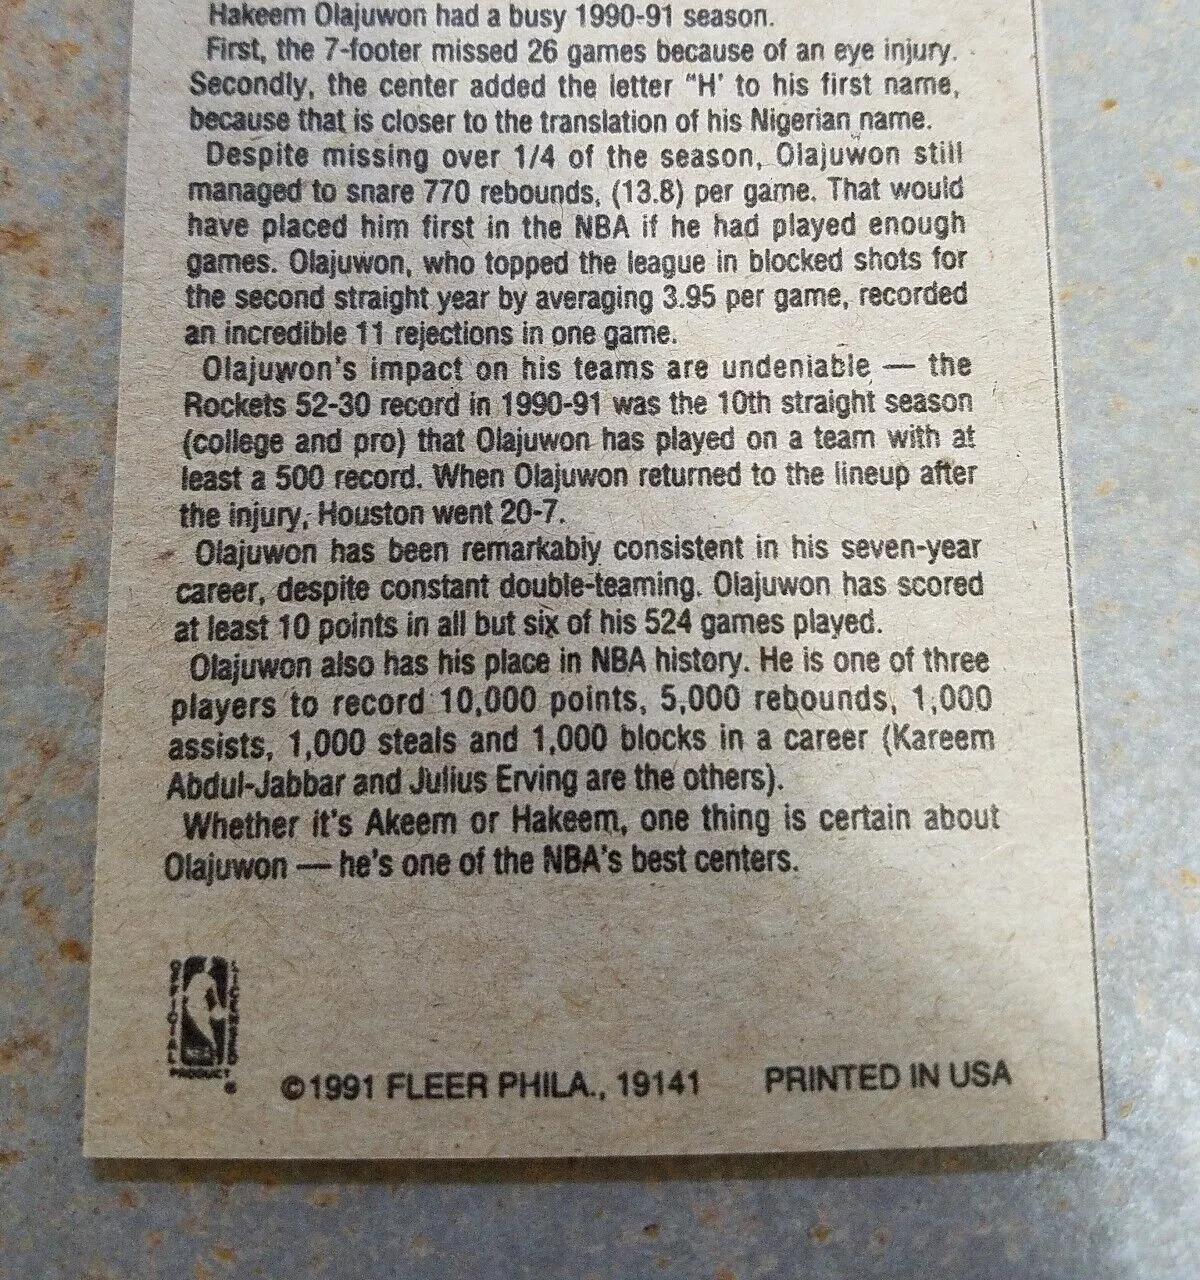 Hakeem Olajuwon had a busy 1990-91 season.
First, the 7-footer missed 26 games because of an eye injury.
Secondly, the center added the letter "H' to his first name,
because that is closer to the translation of his Nigerian name.
Despite missing over 1/4 of the season, Olajuwon still
managed to snare 770 rebounds, (13.8) per game. That would
have placed him first in the NBA if he had played enough
games. Olajuwon, who topped the league in blocked shots for
the second straight year by averaging 3.95 per game, recorded
an incredible 11 rejections in one game.
Olajuwon's impact on his teams are undeniable — the
Rockets 52-30 record in 1990-91 was the 10th straight season
(college and pro) that Olajuwon has played on a team with at
least a 500 record. When Olajuwon returned to the lineup after
the injury, Houston went 20-7.
Olajuwon has been remarkably consistent in his seven-year
career, despite constant double-teaming. Olajuwon has scored
at least 10 points in all but six of his 524 games played.
Olajuwon also has his place in NBA history. He is one of three
players to record 10,000 points, 5,000 rebounds, 1,000
assists, 1,000 steals and 1,000 blocks in a career (Kareem
Abdul-Jabbar and Julius Erving are the others).
Whether it's Akeem or Hakeem, one thing is certain about
Olajuwon — he's one of the NBA's best centers.
OFFICIAL LICENSED
NBA
PRODUCT
®
©1991 FLEER PHILA., 19141 PRINTED IN USA